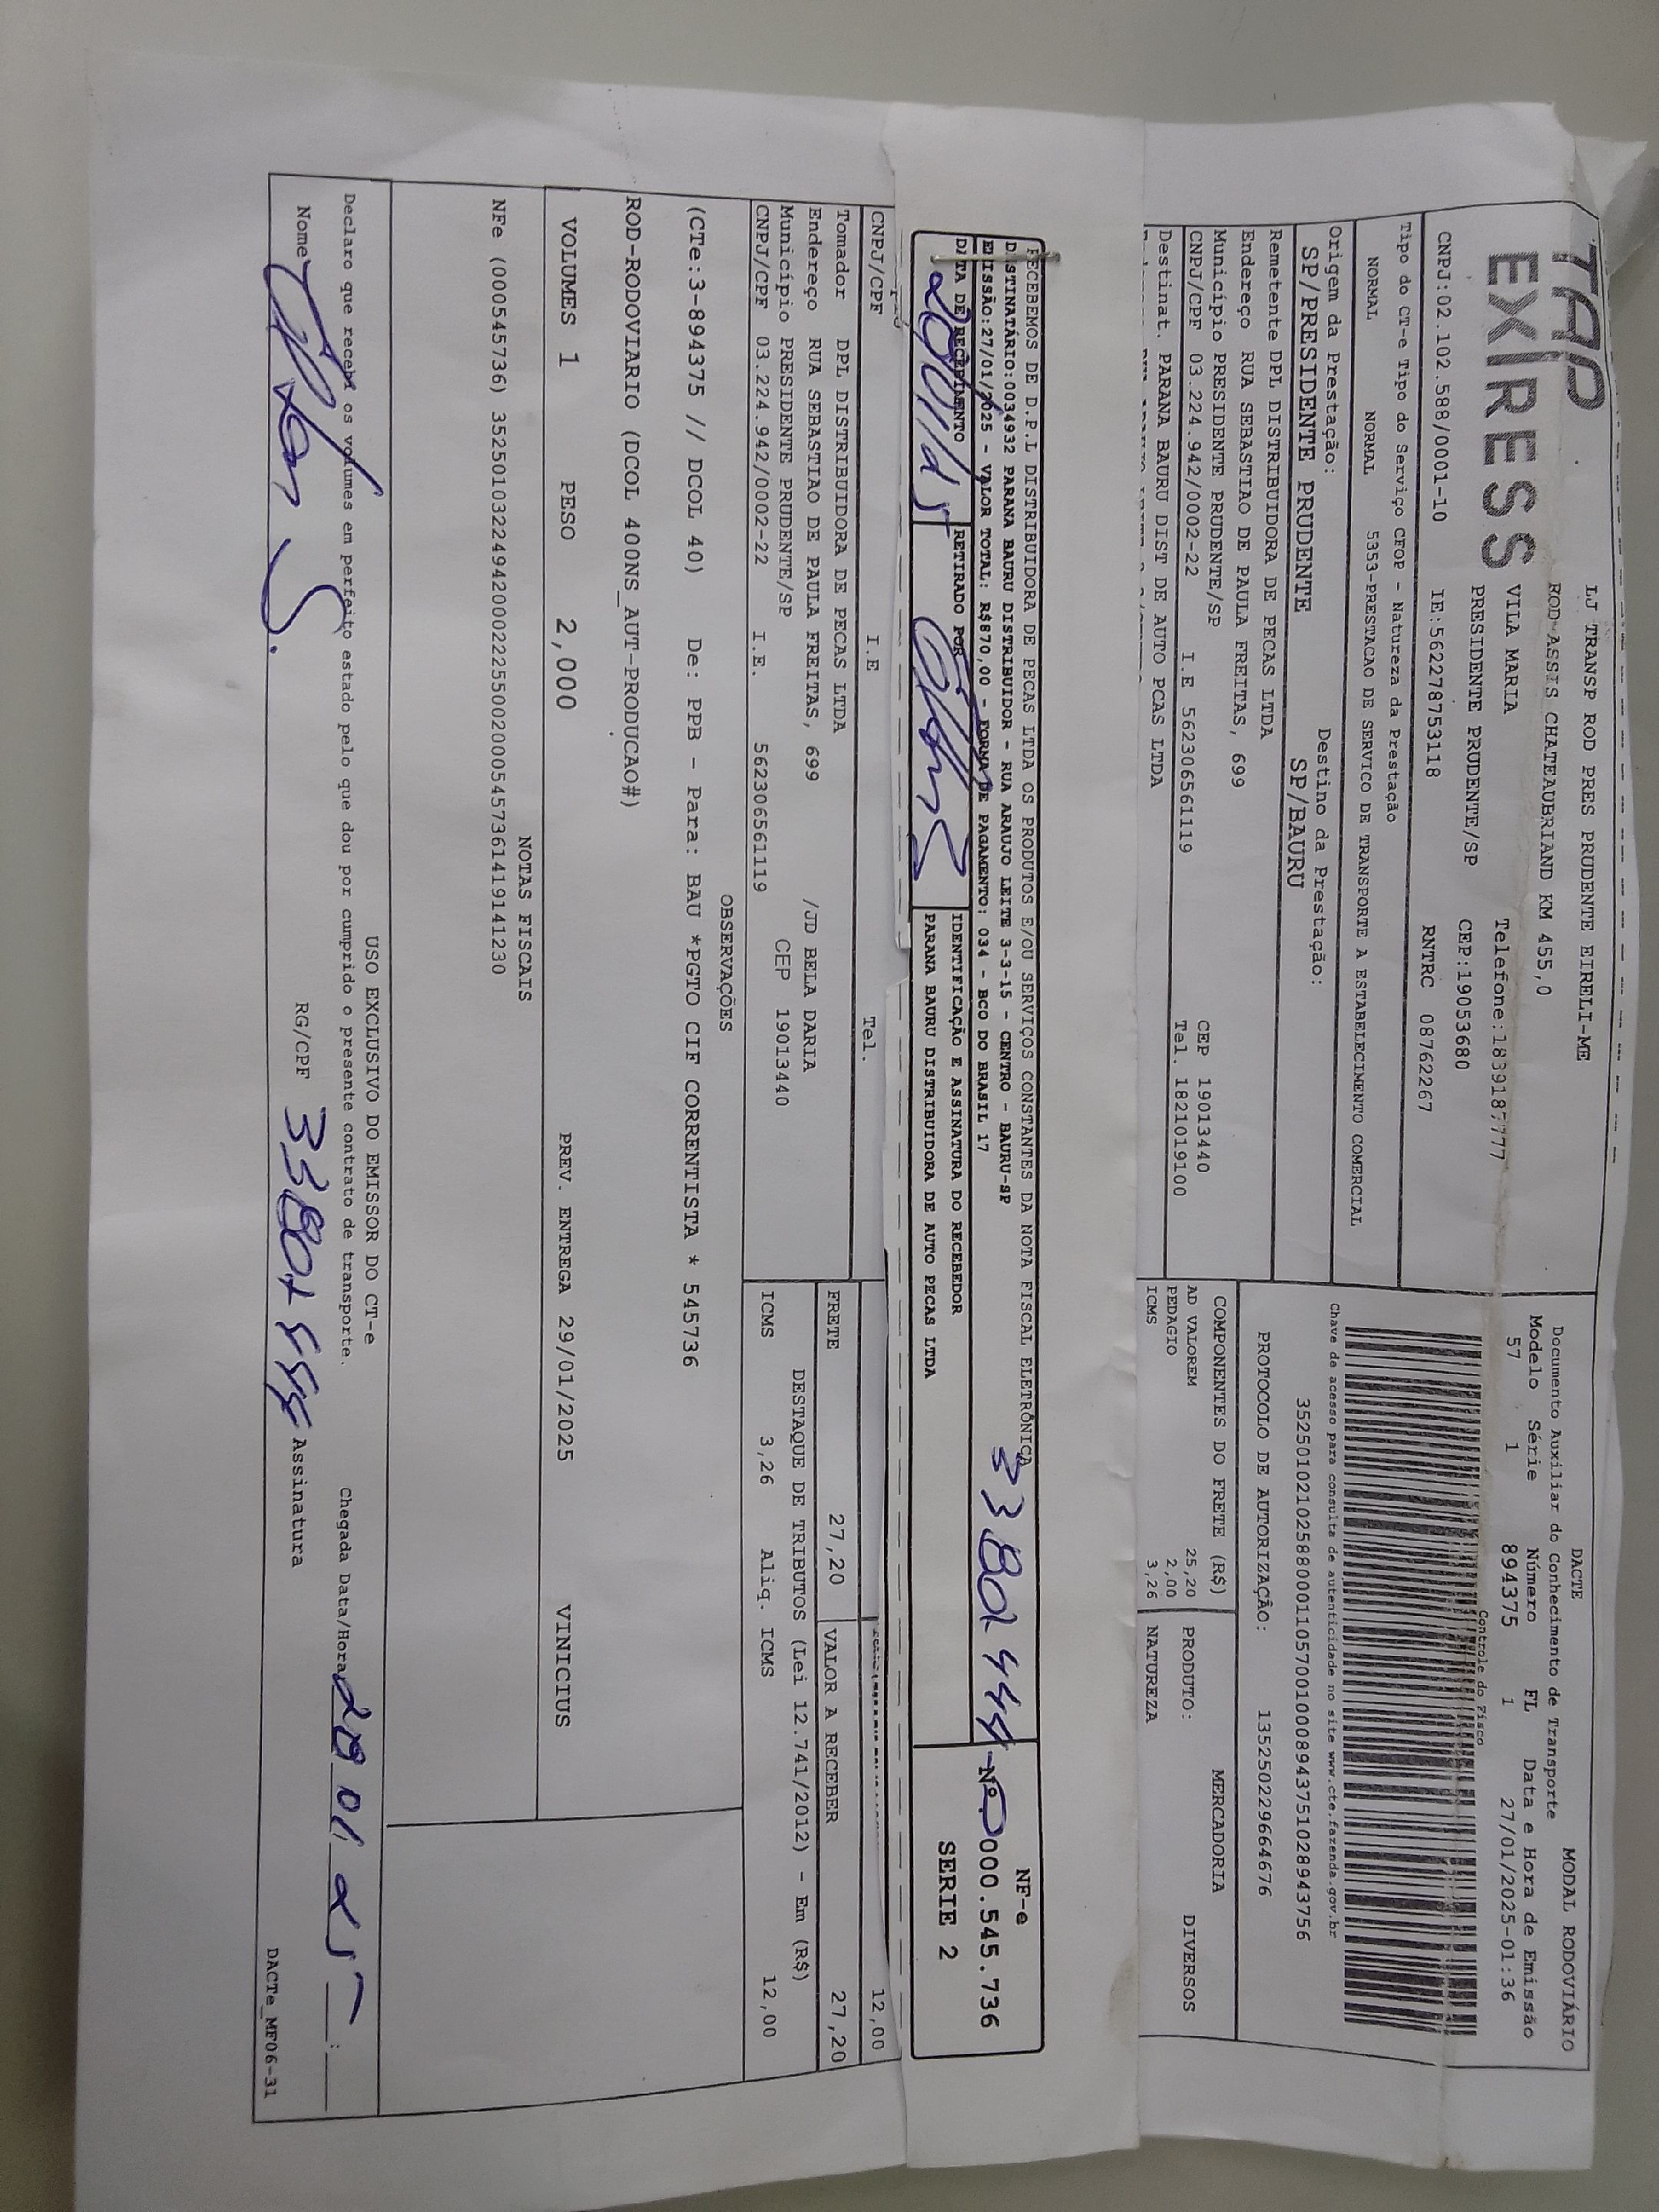 TAP
EXPRESS
LJ TRANSP ROD PRES PRUDENTE EIRELI-ME
ROD ASSIS CHATEAUBRIAND KM 455,0
VILA MARIA Telefone:1839187777
PRESIDENTE PRUDENTE/SP CEP:19053680
CNPJ:02.102.588/0001-10 IE:562278753118 RNTRC 08762267
DACTE MODAL RODOVIÁRIO
Documento Auxiliar do Conhecimento de Transporte
Modelo Série Número FL Data e Hora de Emissão
57 1 894375 1 27/01/2025-01:36
Controle do Fisco
Tipo do CT-e Tipo do Serviço CFOP - Natureza da Prestação
NORMAL NORMAL 5353-PRESTACAO DE SERVICO DE TRANSPORTE A ESTABELECIMENTO COMERCIAL
Chave de acesso para consulta de autenticidade no site www.cte.fazenda.gov.br
35250102102588000110570010008943751028943756
Origem da Prestação: Destino da Prestação:
SP/PRESIDENTE PRUDENTE SP/BAURU
PROTOCOLO DE AUTORIZAÇÃO: 135250229664676
Remetente DPL DISTRIBUIDORA DE PECAS LTDA
Endereço RUA SEBASTIAO DE PAULA FREITAS, 699
Município PRESIDENTE PRUDENTE/SP CEP 19013440
CNPJ/CPF 03.224.942/0002-22 I.E 562306561119 Tel. 1821019100
Destinat. PARANA BAURU DIST DE AUTO PCAS LTDA
COMPONENTES DO FRETE (R$) MERCADORIA
AD VALOREM 25,20 PRODUTO: DIVERSOS
PEDAGIO 2,00
ICMS 3,26 NATUREZA
RECEBEMOS DE D.P.L DISTRIBUIDORA DE PECAS LTDA OS PRODUTOS E/OU SERVIÇOS CONSTANTES DA NOTA FISCAL ELETRÔNICA
DESTINATÁRIO:0034932 PARANA BAURU DISTRIBUIDOR - RUA ARAUJO LEITE 3-3-15 - CENTRO - BAURU-SP
EMISSÃO:27/01/2025 - VALOR TOTAL: R$870,00 - FORMA DE PAGAMENTO: 034 - BCO DO BRASIL 17
DATA DE RECEBIMENTO RETIRADO POR IDENTIFICAÇÃO E ASSINATURA DO RECEBEDOR
PARANA BAURU DISTRIBUIDORA DE AUTO PECAS LTDA
NF-e
Nº 000.545.736
SERIE 2
CNPJ/CPF I.E Tel. 12,00
Tomador DPL DISTRIBUIDORA DE PECAS LTDA
Endereço RUA SEBASTIAO DE PAULA FREITAS, 699 /JD BELA DARIA
Município PRESIDENTE PRUDENTE/SP CEP 19013440
CNPJ/CPF 03.224.942/0002-22 I.E. 562306561119
FRETE 27,20 VALOR A RECEBER 27,20
DESTAQUE DE TRIBUTOS (Lei 12.741/2012) - Em (R$)
ICMS 3,26 Aliq. ICMS 12,00
OBSERVAÇÕES
(CTe:3-894375 // DCOL 40) De: PPB - Para: BAU *PGTO CIF CORRENTISTA * 545736
ROD-RODOVIARIO (DCOL 400NS_AUT-PRODUCAO#)
VOLUMES 1 PESO 2,000 PREV. ENTREGA 29/01/2025 VINICIUS
NOTAS FISCAIS
NFe (000545736) 35250103224942000222550020005457361419141230
USO EXCLUSIVO DO EMISSOR DO CT-e
Declaro que recebi os volumes em perfeito estado pelo que dou por cumprido o presente contrato de transporte. Chegada Data/Hora 28 01 25 :
Nome RG/CPF Assinatura
DACTe_MF06-31